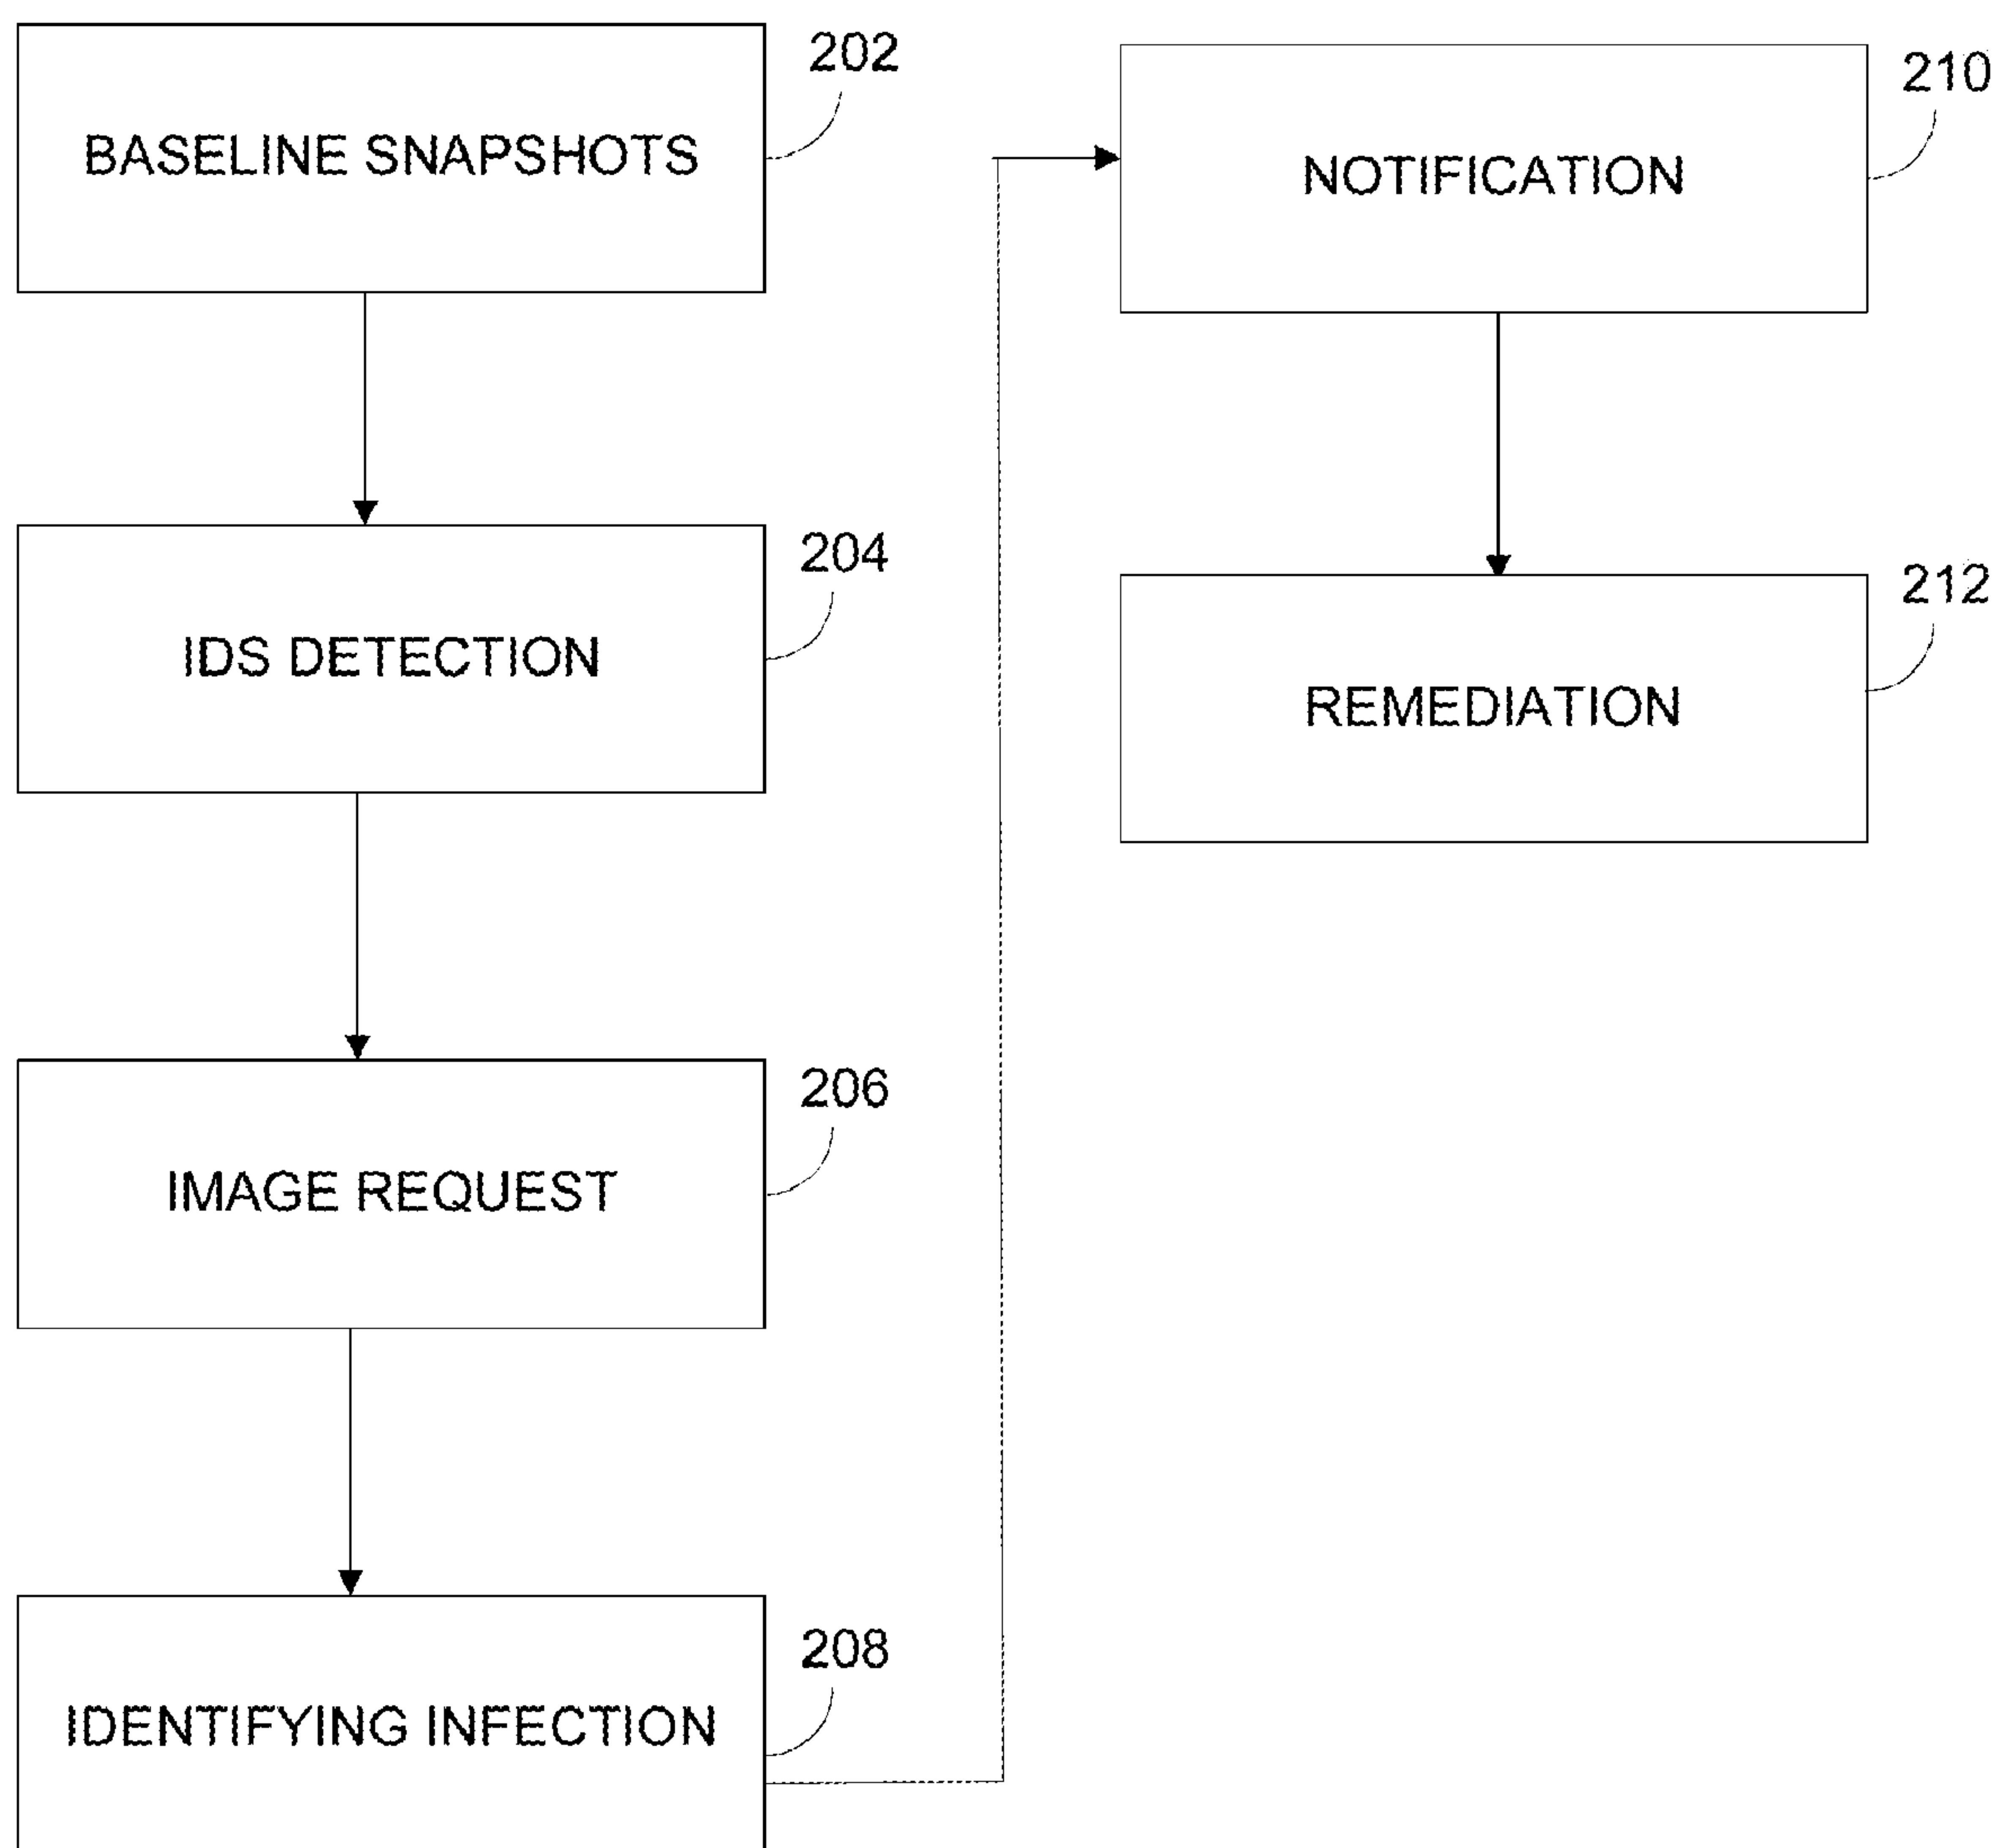 BASELINE SNAPSHOTS
202
IDS DETECTION
204
IMAGE REQUEST
206
IDENTIFYING INFECTION
208
NOTIFICATION
210
REMEDIATION
212